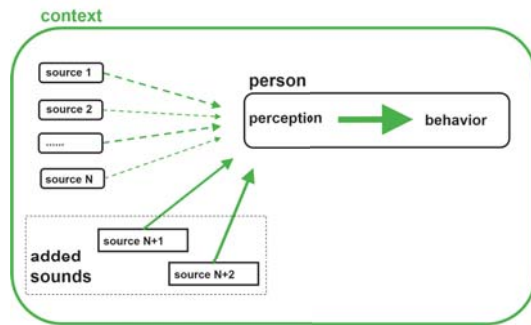 context
source 1
source 2
......
source N
person
perception
behavior
added
sounds
source N+1
source N+2